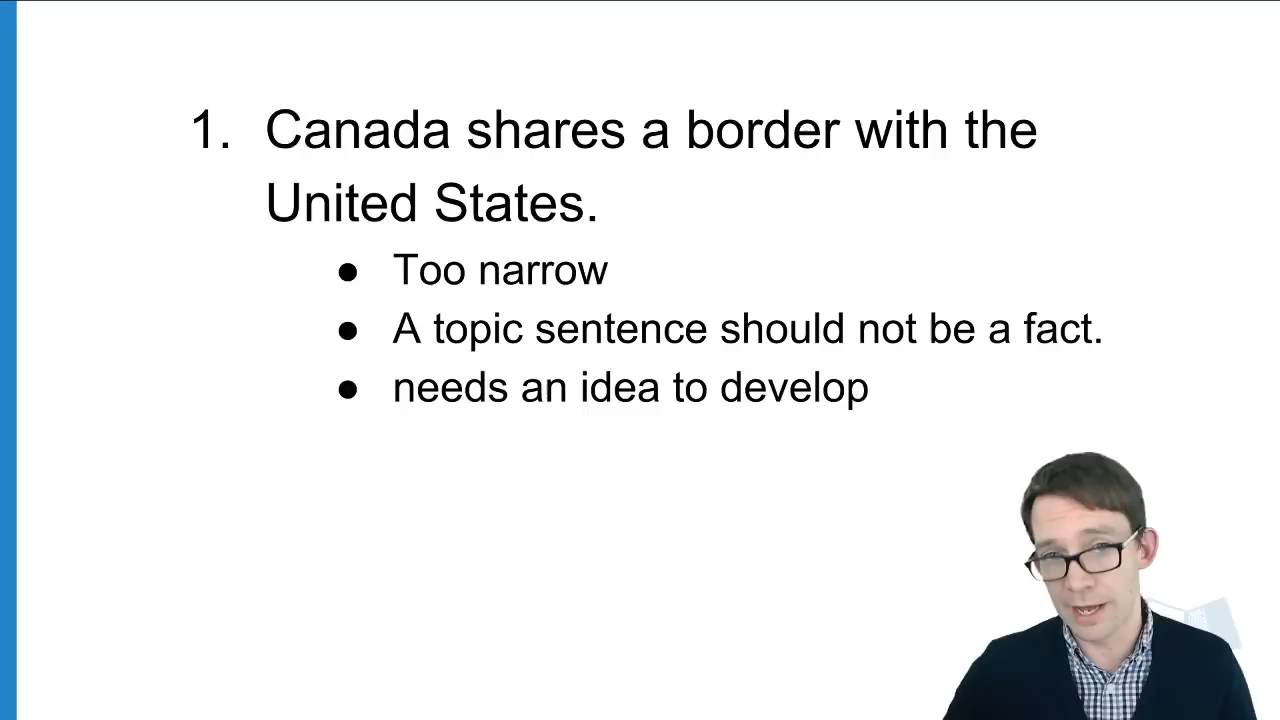 1. Canada shares a border with the
United States.
● Too narrow
● A topic sentence should not be a fact.
● needs an idea to develop